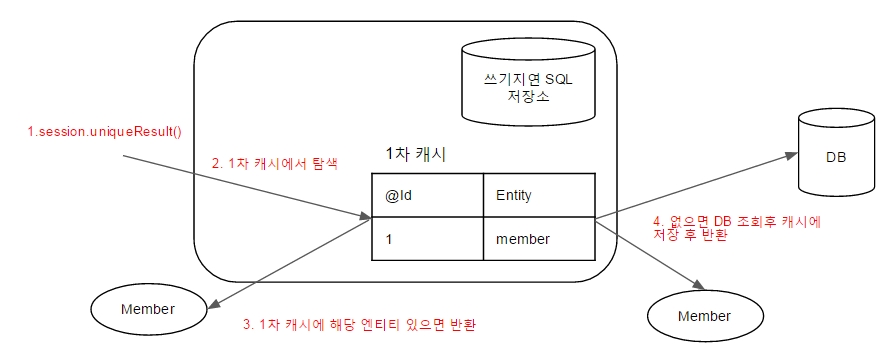 쓰기지연 SQL
저장소
1.session.uniqueResult()
2. 1차 캐시에서 탐색
1차 캐시
DB
@Id
Entity
1
member
4. 없으면 DB 조회후 캐시에
저장 후 반환
Member
3. 1차 캐시에 해당 엔티티 있으면 반환
Member